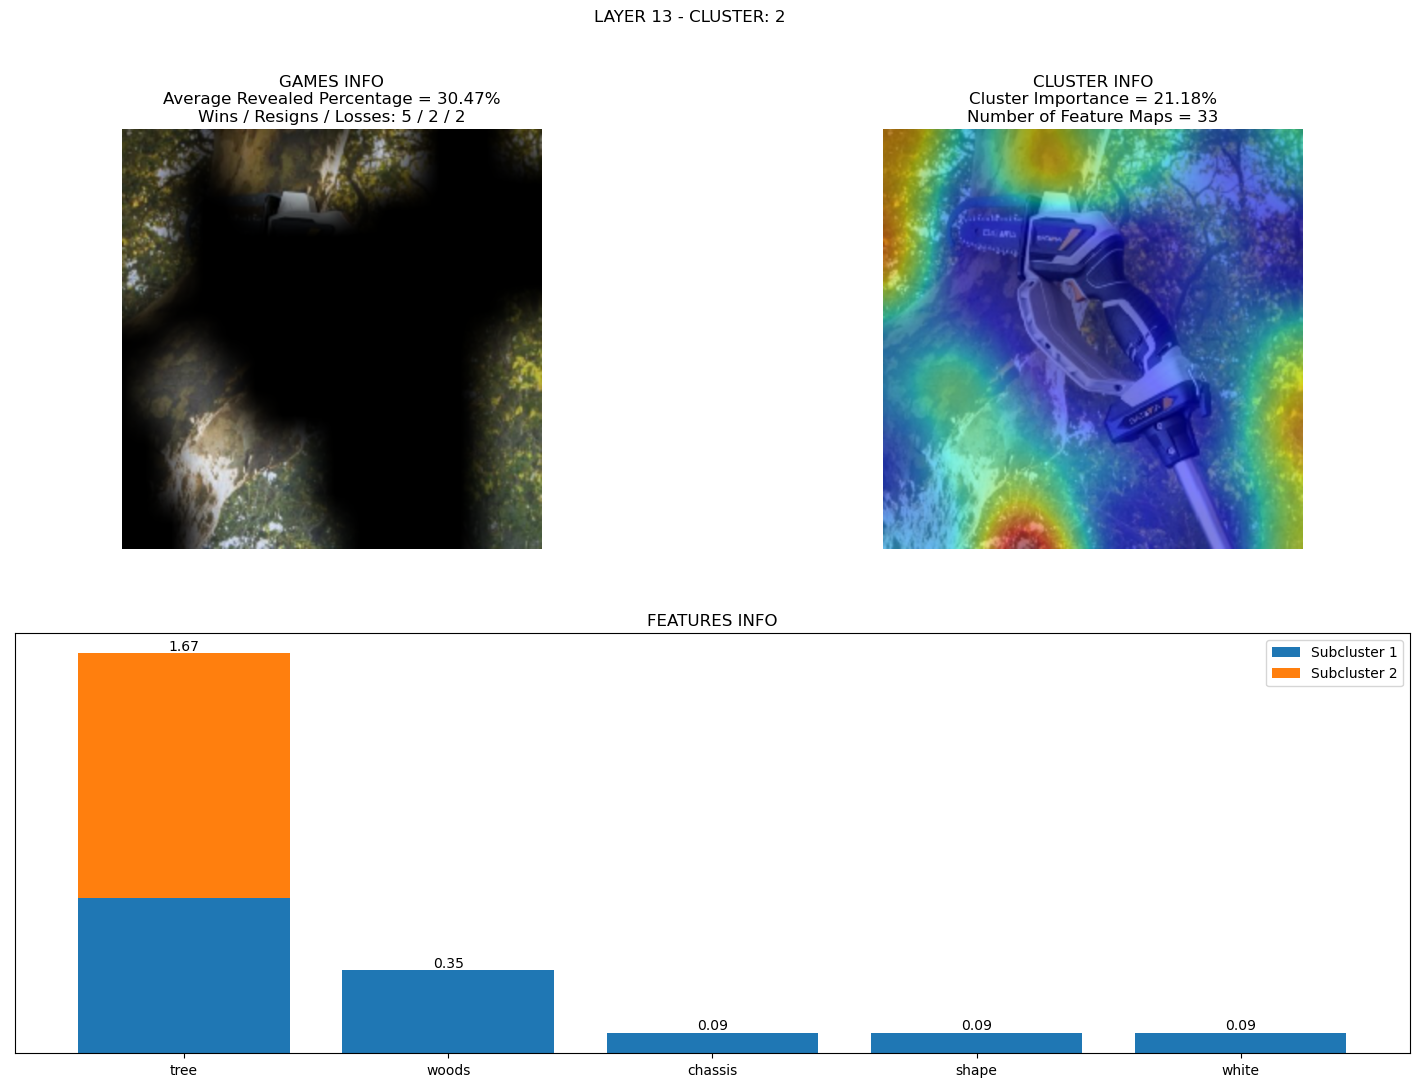 LAYER 13 - CLUSTER: 2
GAMES INFO
Average Revealed Percentage = 30.47%
Wins / Resigns / Losses: 5 / 2 / 2
CLUSTER INFO
Cluster Importance = 21.18%
Number of Feature Maps = 33
FEATURES INFO
Subcluster 1
Subcluster 2
1.67
0.35
0.09
0.09
0.09
tree
woods
chassis
shape
white